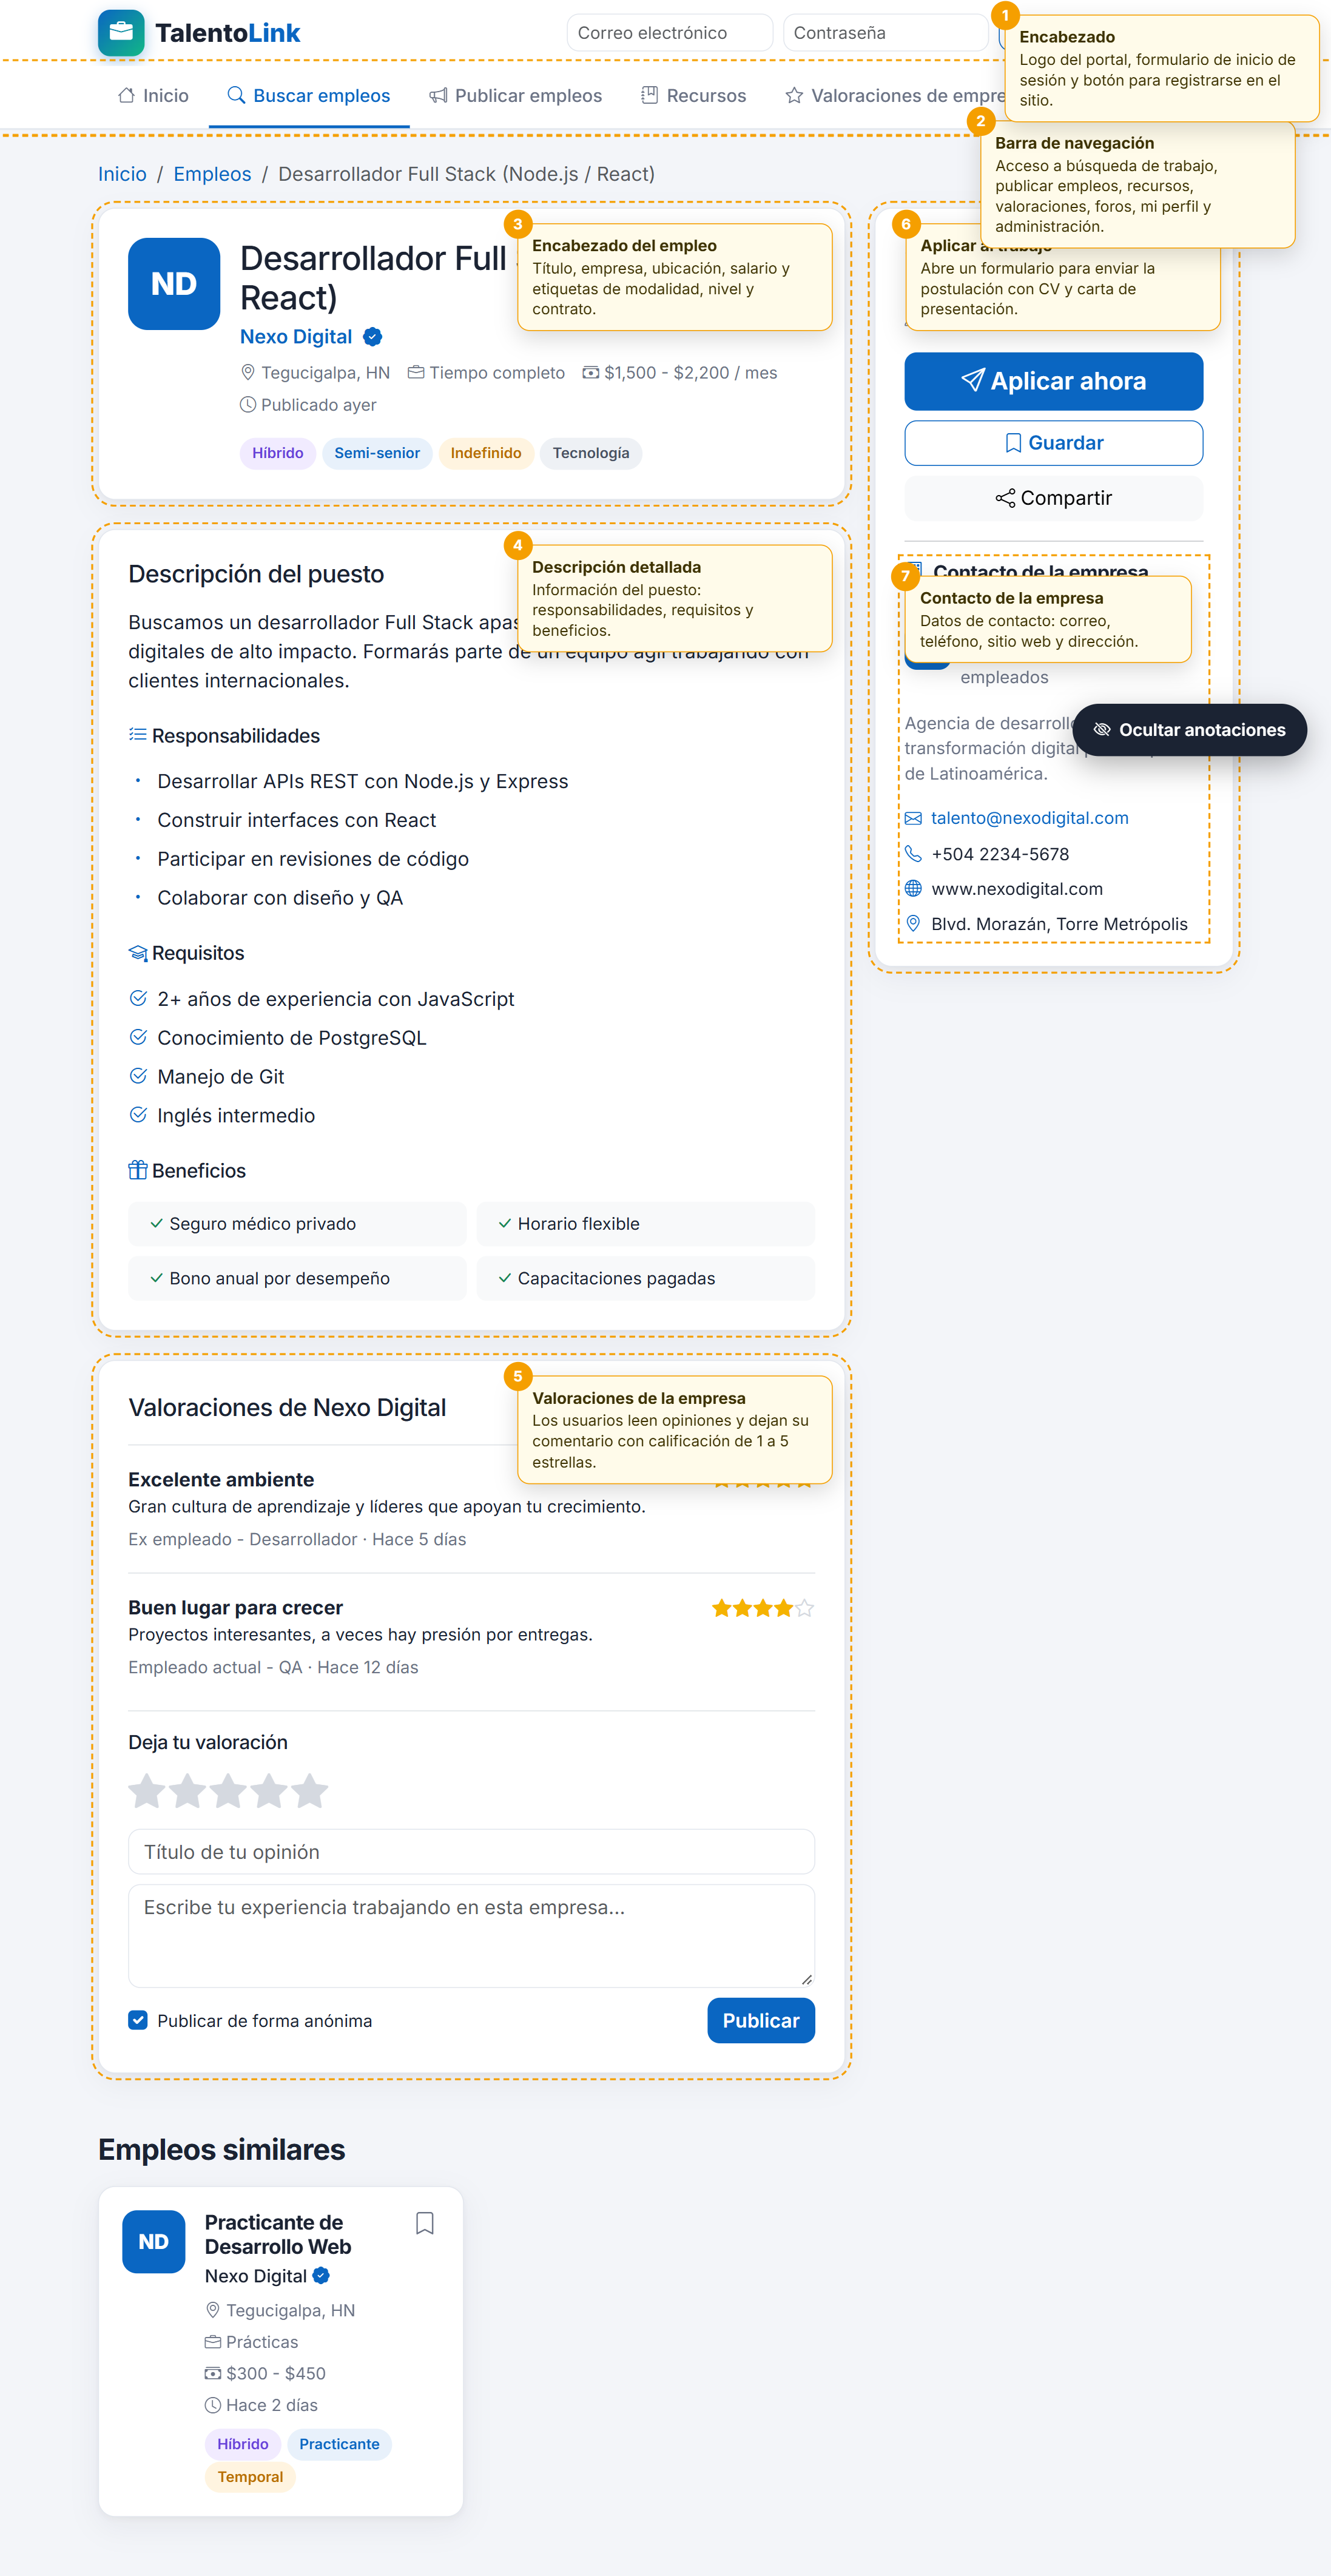 TalentoLink
Correo electrónico
Contraseña
1
Encabezado
Logo del portal, formulario de inicio de
sesión y botón para registrarse en el
sitio.
Inicio
Buscar empleos
Publicar empleos
Recursos
Valoraciones de empre
2
Barra de navegación
Acceso a búsqueda de trabajo,
publicar empleos, recursos,
valoraciones, foros, mi perfil y
administración.
Inicio / Empleos / Desarrollador Full Stack (Node.js / React)
ND
Desarrollador Full
React)
Nexo Digital
Tegucigalpa, HN
Tiempo completo
$1,500 - $2,200 / mes
Publicado ayer
Híbrido
Semi-senior
Indefinido
Tecnología
3
Encabezado del empleo
Título, empresa, ubicación, salario y
etiquetas de modalidad, nivel y
contrato.
4
Descripción detallada
Información del puesto:
responsabilidades, requisitos y
beneficios.
Descripción del puesto
Buscamos un desarrollador Full Stack apas
digitales de alto impacto. Formarás parte de un equipo ágil trabajando con
clientes internacionales.
Responsabilidades
· Desarrollar APIs REST con Node.js y Express
· Construir interfaces con React
· Participar en revisiones de código
· Colaborar con diseño y QA
Requisitos
2+ años de experiencia con JavaScript
Conocimiento de PostgreSQL
Manejo de Git
Inglés intermedio
Beneficios
Seguro médico privado
Horario flexible
Bono anual por desempeño
Capacitaciones pagadas
5
Valoraciones de la empresa
Los usuarios leen opiniones y dejan su
comentario con calificación de 1 a 5
estrellas.
Valoraciones de Nexo Digital
Excelente ambiente
Gran cultura de aprendizaje y líderes que apoyan tu crecimiento.
Ex empleado - Desarrollador · Hace 5 días
Buen lugar para crecer
Proyectos interesantes, a veces hay presión por entregas.
Empleado actual - QA · Hace 12 días
Deja tu valoración
Título de tu opinión
Escribe tu experiencia trabajando en esta empresa...
Publicar de forma anónima
Publicar
6
Aplicar al trabajo
Abre un formulario para enviar la
postulación con CV y carta de
presentación.
Aplicar ahora
Guardar
Compartir
Contacto de la empresa
7
Contacto de la empresa
Datos de contacto: correo,
teléfono, sitio web y dirección.
empleados
Agencia de desarrollo
transformación digital
de Latinoamérica.
Ocultar anotaciones
talento@nexodigital.com
+504 2234-5678
www.nexodigital.com
Blvd. Morazán, Torre Metrópolis
Empleos similares
ND
Practicante de
Desarrollo Web
Nexo Digital
Tegucigalpa, HN
Prácticas
$300 - $450
Hace 2 días
Híbrido
Practicante
Temporal